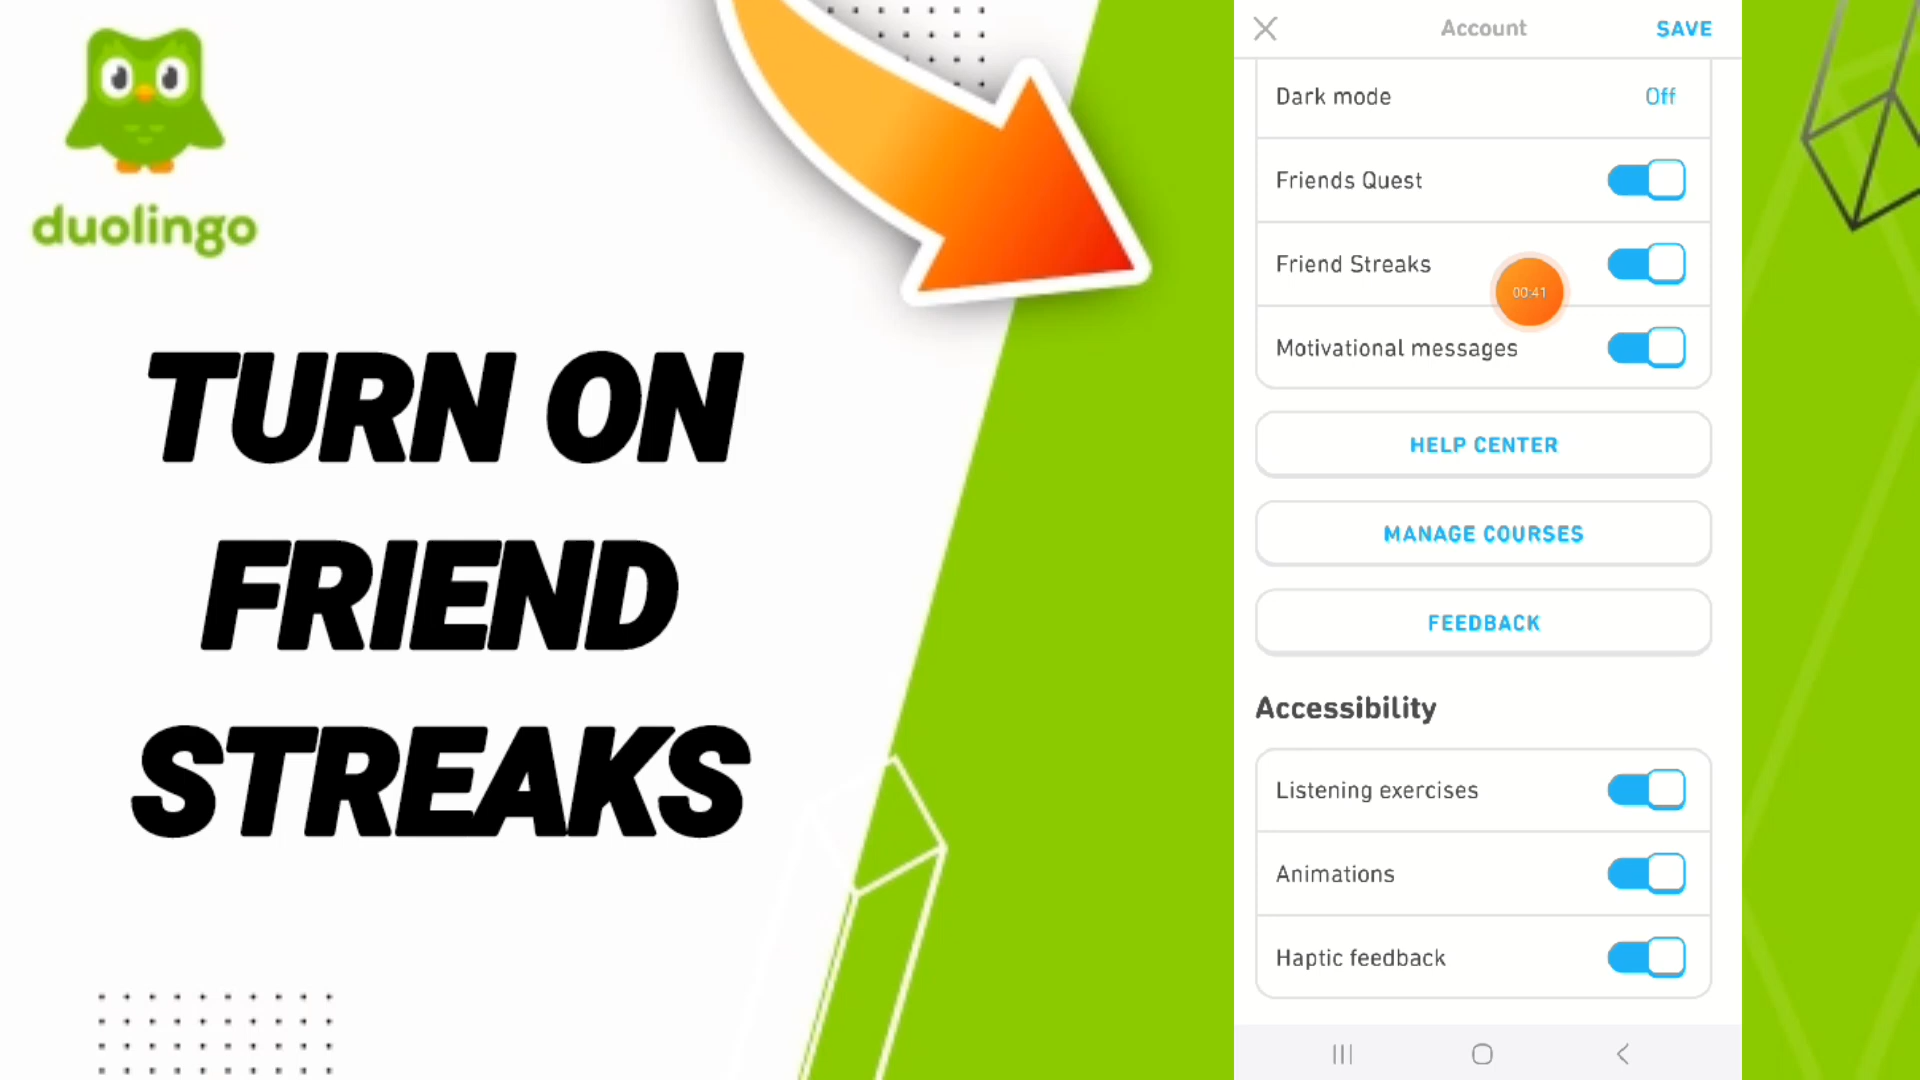 duolingo
TURN ON
FRIEND
STREAKS
Account
SAVE
Dark mode
Off
Friends Quest
Friend Streaks
00:41
Motivational messages
HELP CENTER
MANAGE COURSES
FEEDBACK
Accessibility
Listening exercises
Animations
Haptic feedback